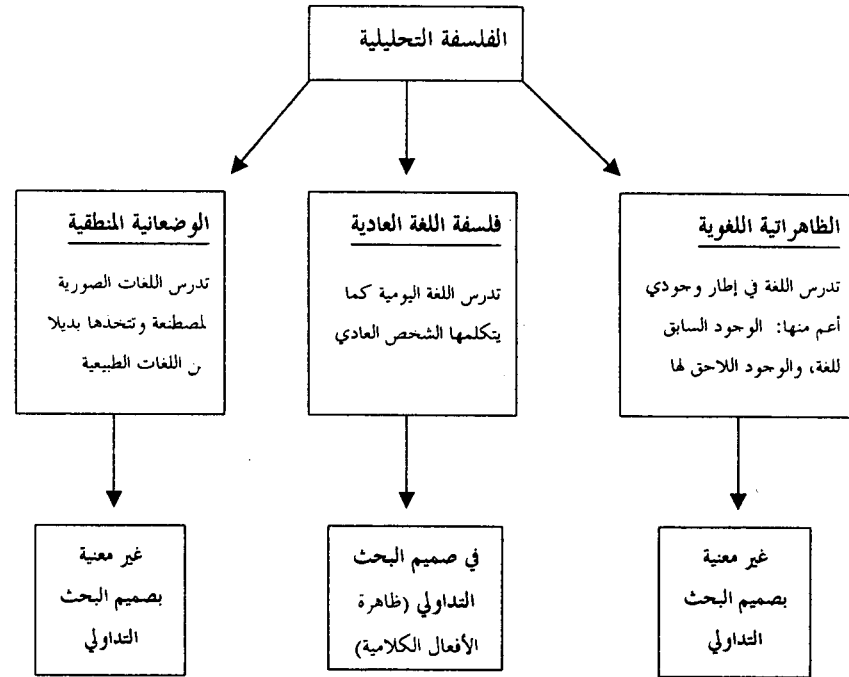 الفلسفة التحليلية
الظاهراتية اللغوية
تدرس اللغة في إطار وجودي
أعم منها: الوجود السابق
للغة، والوجود اللاحق لها
فلسفة اللغة العادية
تدرس اللغة اليومية كما
يتكلمها الشخص العادي
الوضعانية المنطقية
تدرس اللغات الصورية
لمصطنعة وتتخذها بديلا
ن اللغات الطبيعية
غير معنية
بصميم البحث
التداولي
في صميم البحث
التداولي (ظاهرة
الأفعال الكلامية)
غير معنية
بصميم البحث
التداولي